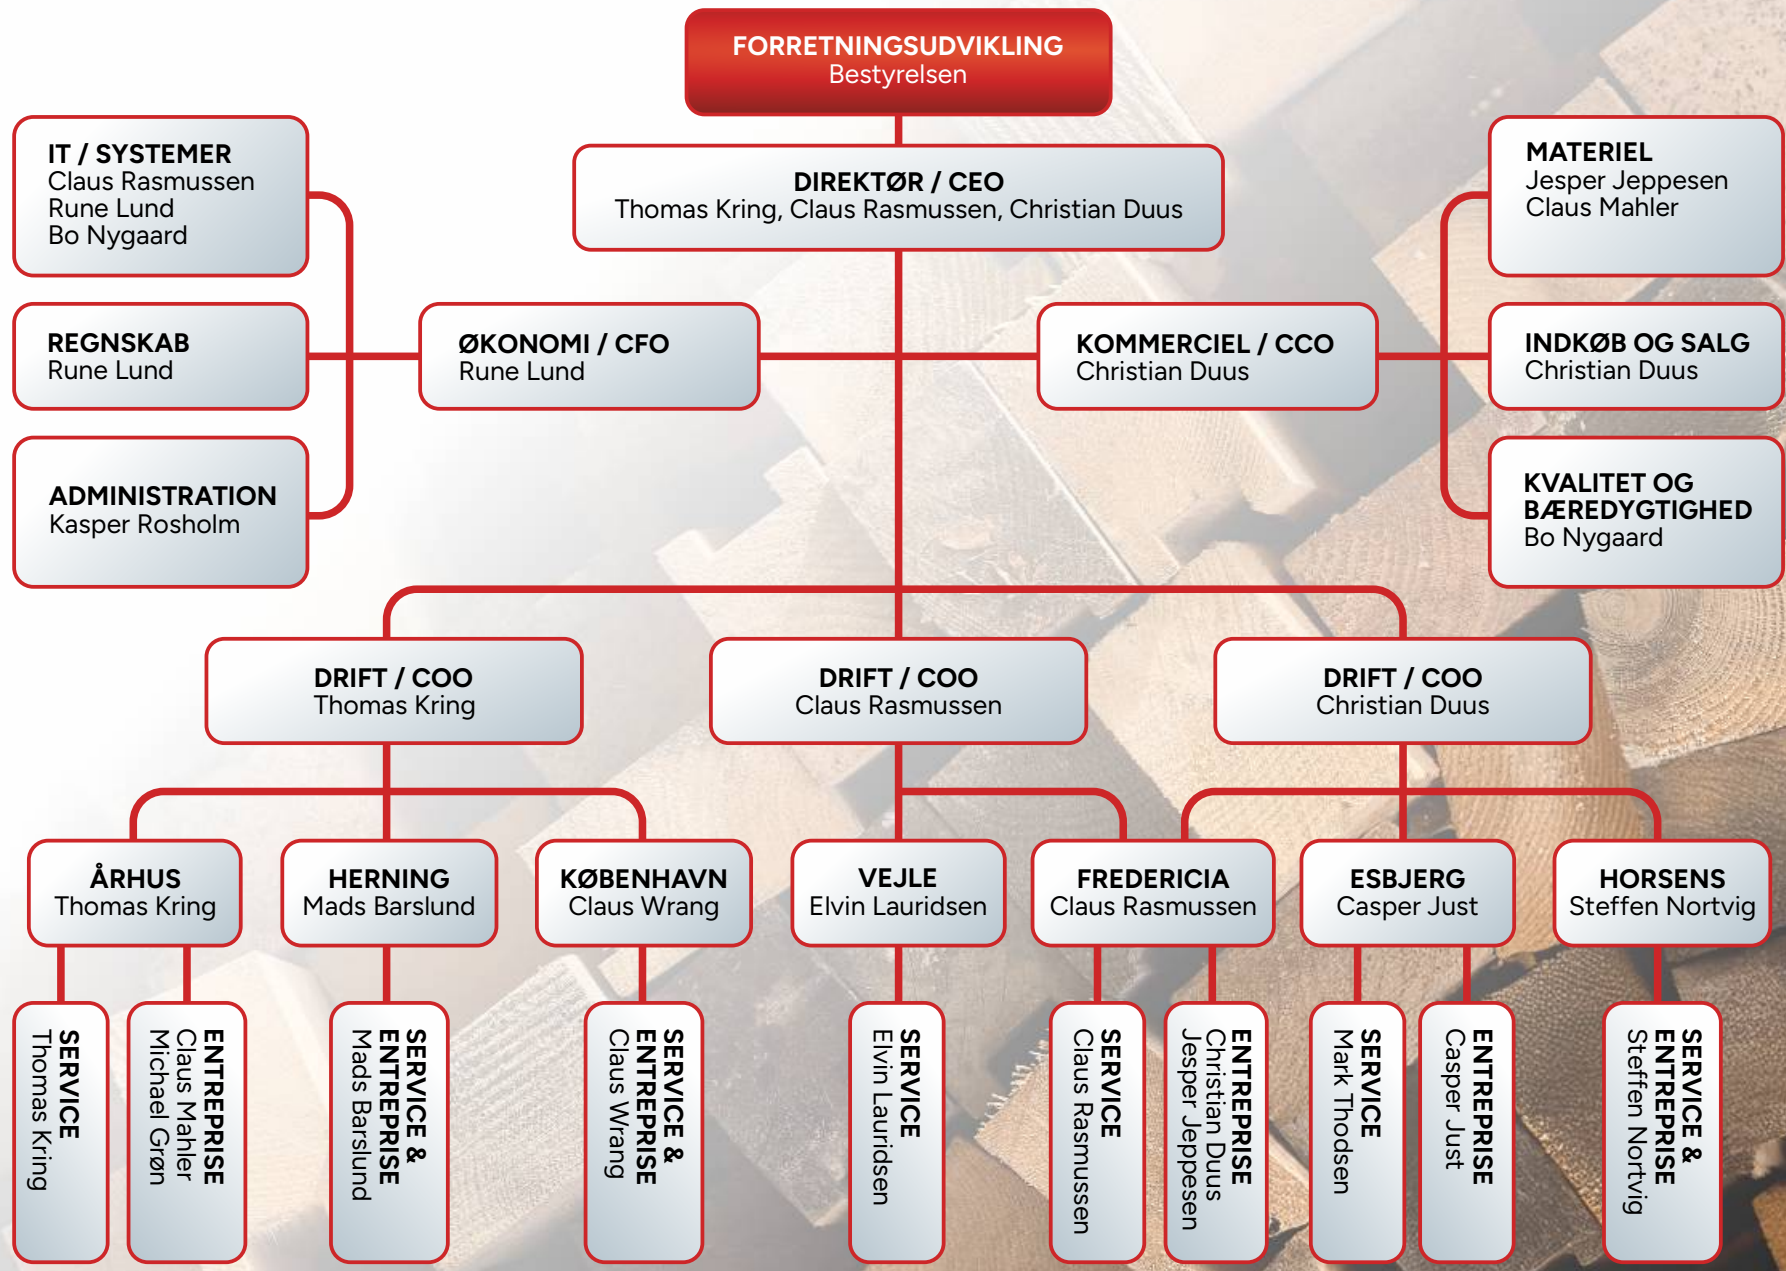 FORRETNINGSUDVIKLING
Bestyrelsen
DIREKTØR / CEO
Thomas Kring, Claus Rasmussen, Christian Duus
IT / SYSTEMER
Claus Rasmussen
Rune Lund
Bo Nygaard
REGNSKAB
Rune Lund
ADMINISTRATION
Kasper Rosholm
ØKONOMI / CFO
Rune Lund
KOMMERCIEL / CCO
Christian Duus
MATERIEL
Jesper Jeppesen
Claus Mahler
INDKØB OG SALG
Christian Duus
KVALITET OG
BÆREDYGTIGHED
Bo Nygaard
DRIFT / COO
Thomas Kring
DRIFT / COO
Claus Rasmussen
DRIFT / COO
Christian Duus
ÅRHUS
Thomas Kring
HERNING
Mads Barslund
KØBENHAVN
Claus Wrang
VEJLE
Elvin Lauridsen
FREDERICIA
Claus Rasmussen
ESBJERG
Casper Just
HORSENS
Steffen Nortvig
SERVICE
Thomas Kring
ENTREPRISE
Claus Mahler
Michael Grøn
SERVICE &
ENTREPRISE
Mads Barslund
SERVICE &
ENTREPRISE
Claus Wrang
SERVICE
Elvin Lauridsen
SERVICE
Claus Rasmussen
ENTREPRISE
Christian Duus
Jesper Jeppesen
SERVICE
Mark Thodsen
ENTREPRISE
Casper Just
SERVICE &
ENTREPRISE
Steffen Nortvig